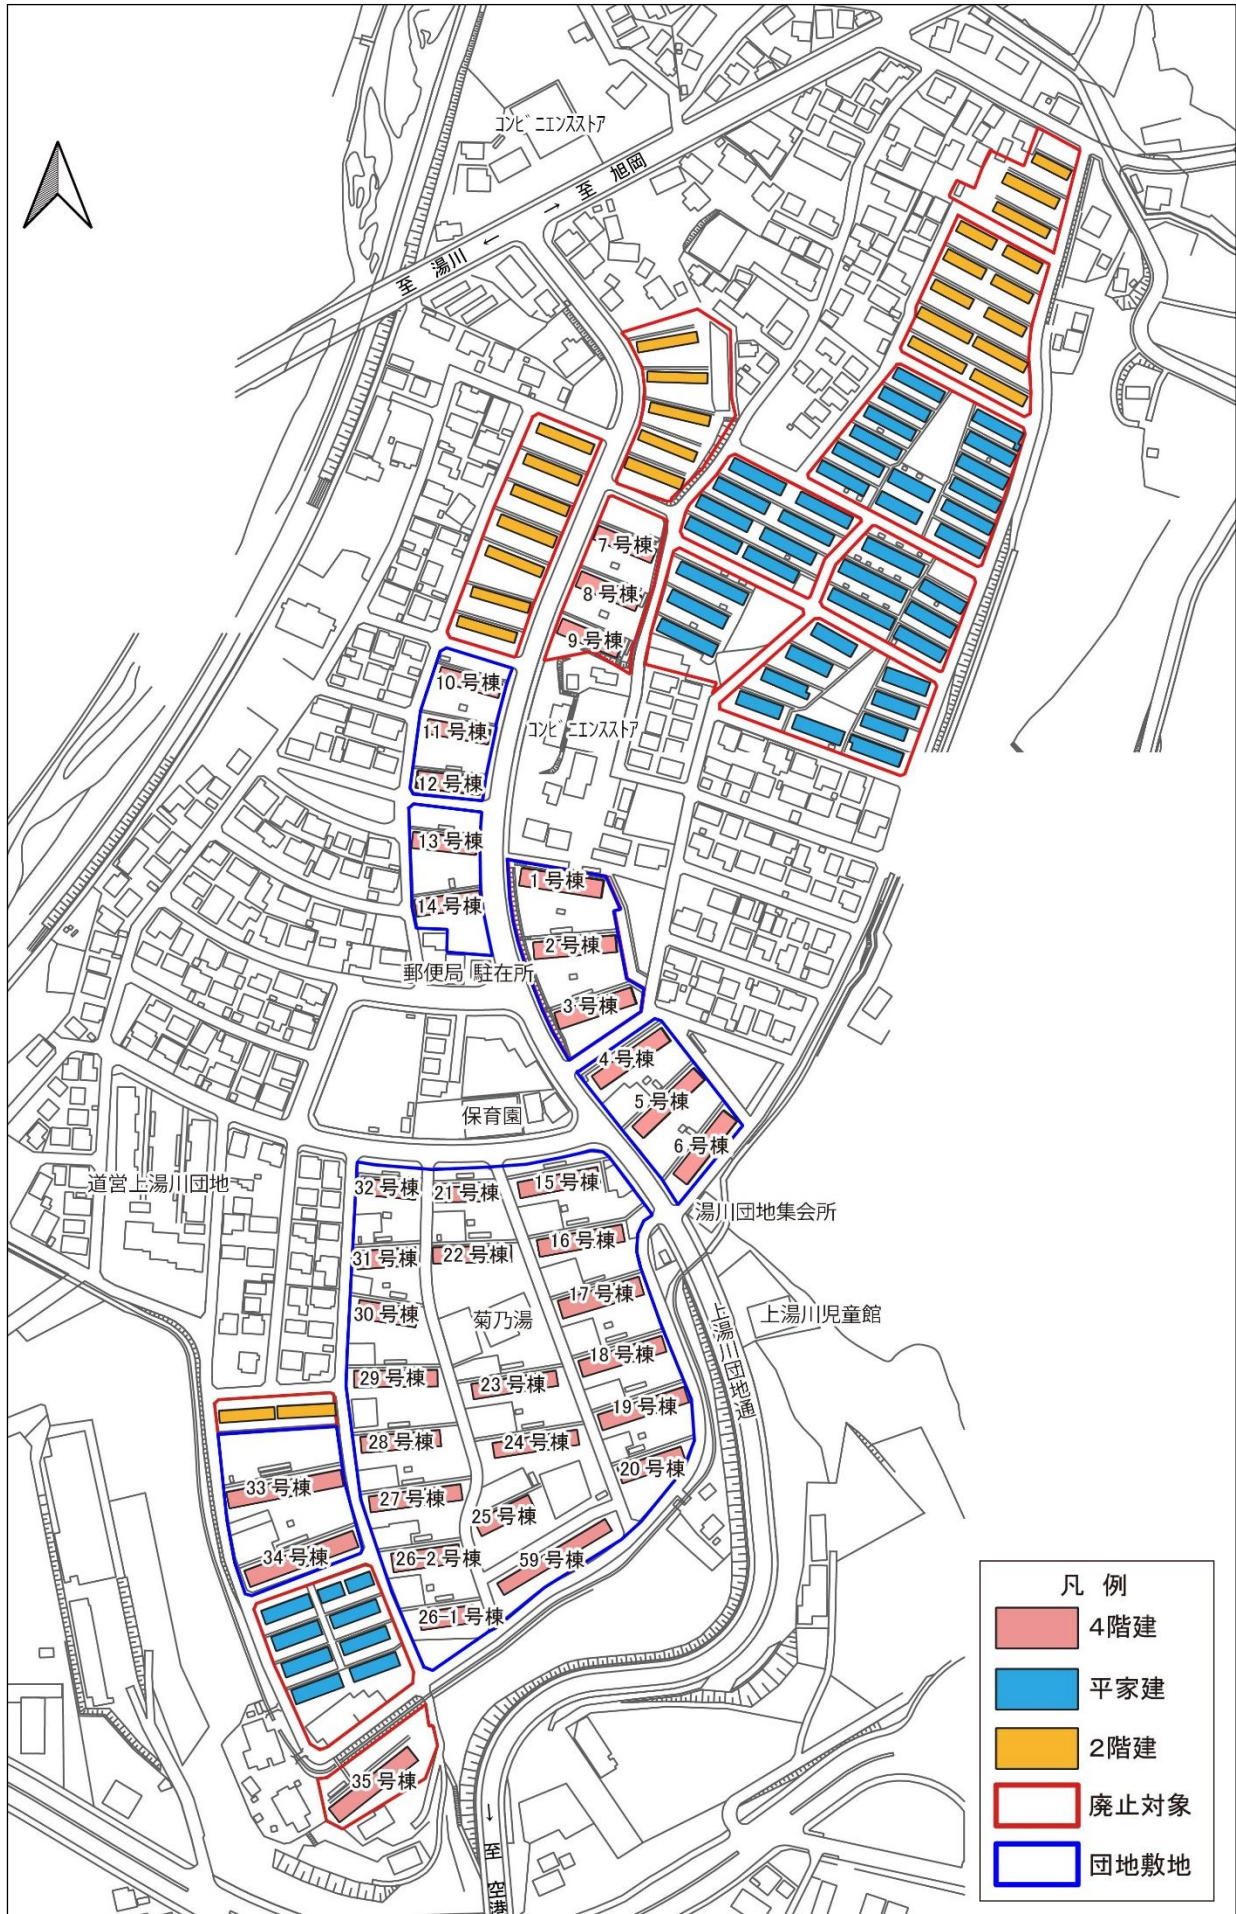 コンビニエンスストア
→ 至 旭岡
至 湯川 ←
7号棟
8号棟
9号棟
10号棟
11号棟
コンビニエンスストア
12号棟
13号棟
1号棟
14号棟
2号棟
郵便局 駐在所
3号棟
4号棟
5号棟
保育園
6号棟
道営上湯川団地
32号棟
21号棟
15号棟
湯川団地集会所
31号棟
22号棟
16号棟
17号棟
30号棟
菊乃湯
上湯川団地通
上湯川児童館
18号棟
29号棟
23号棟
19号棟
28号棟
24号棟
20号棟
33号棟
27号棟
25号棟
34号棟
26-2号棟
59号棟
26-1号棟
35号棟
→至 空港
凡 例
4階建
平家建
2階建
廃止対象
団地敷地